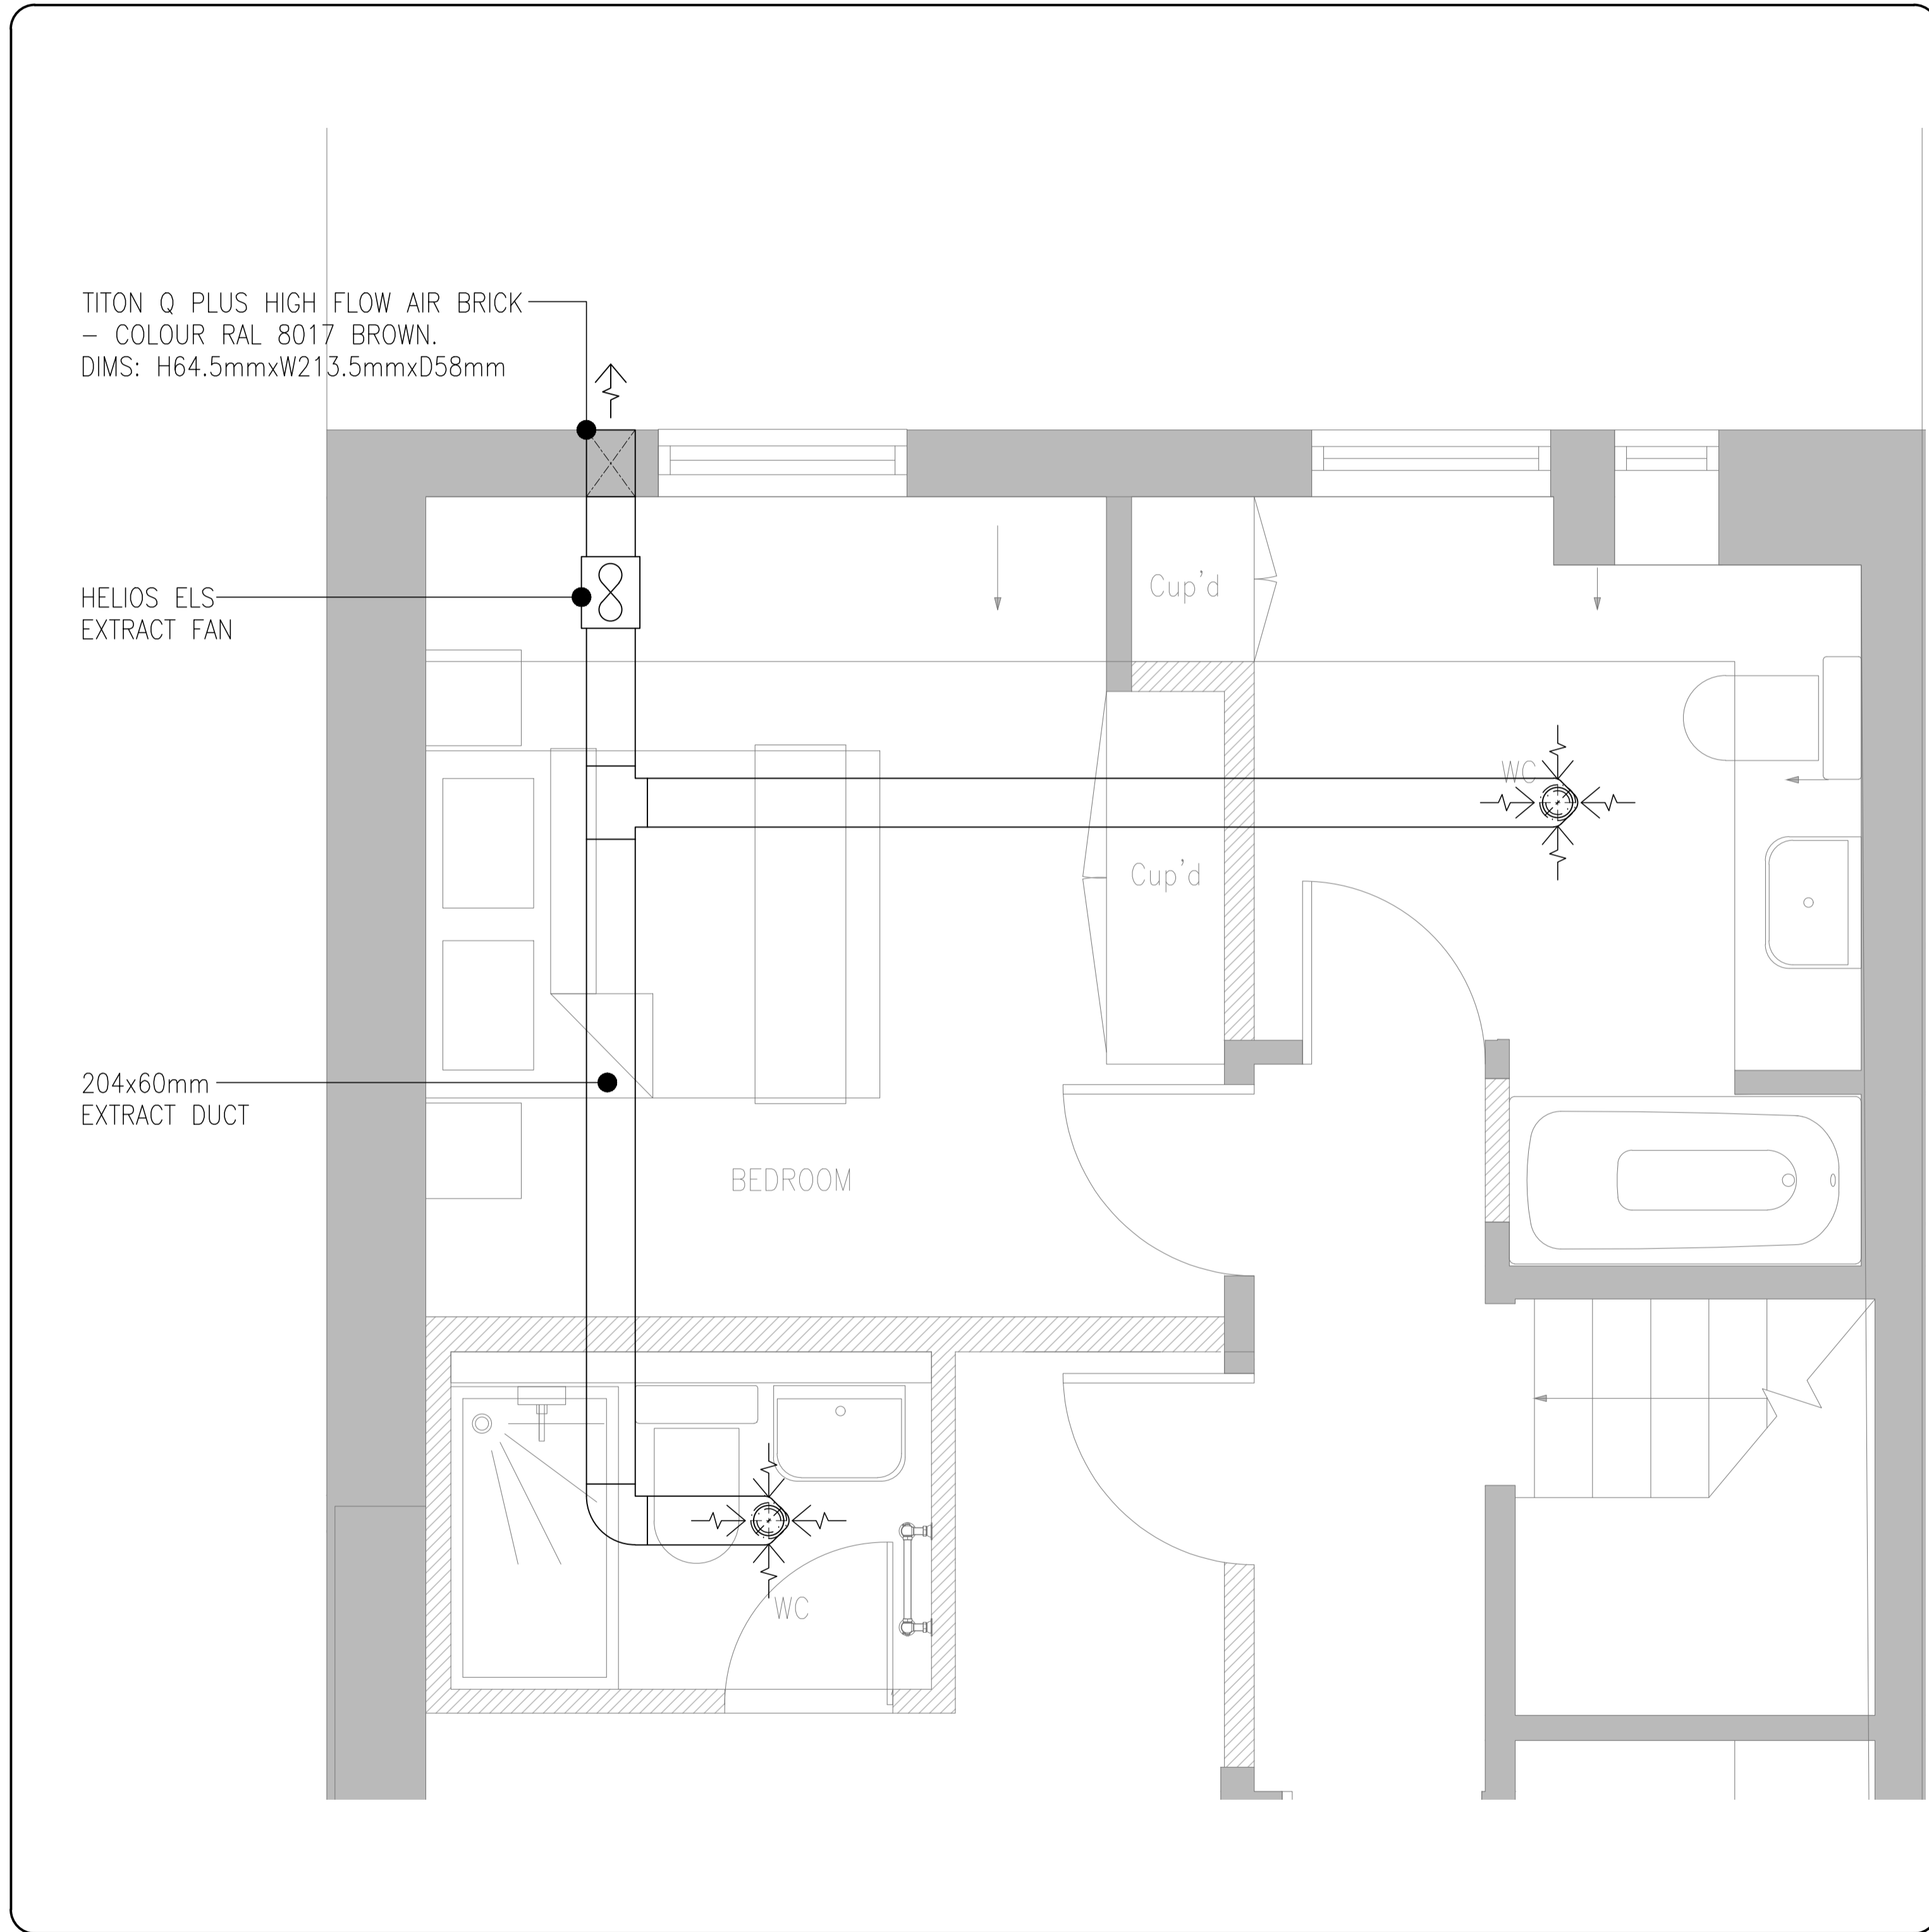 TITON Q PLUS HIGH FLOW AIR BRICK
- COLOUR RAL 8017 BROWN.
DIMS: H64.5mmxW213.5mmxD58mm
HELIOS ELS
EXTRACT FAN
Cup'd
WC
Cup'd
204x60mm
EXTRACT DUCT
BEDROOM
WC